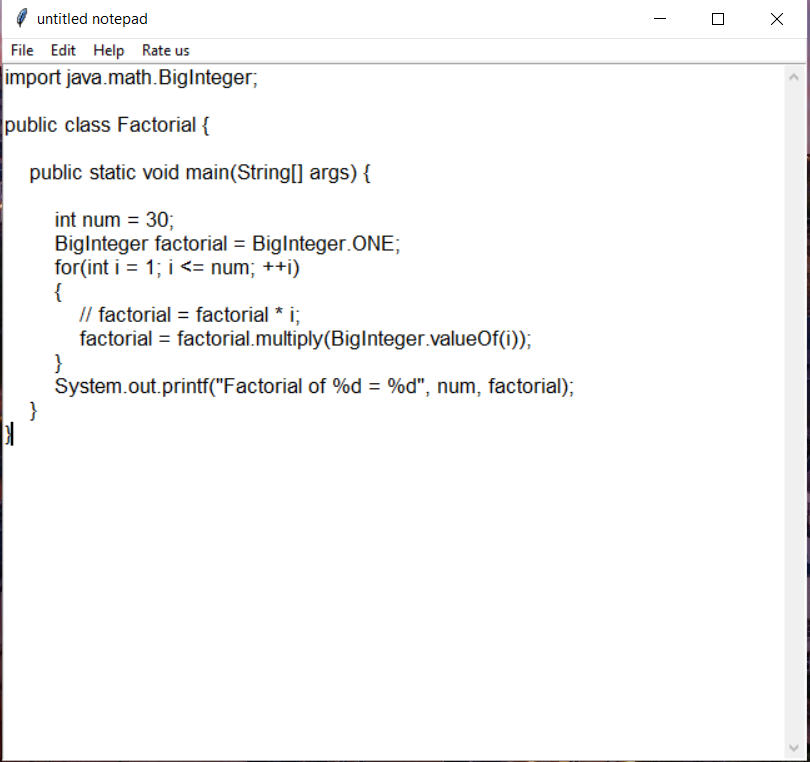 untitled notepad
File Edit Help Rate us
import java.math.BigInteger;
public class Factorial {
public static void main(String[] args) {
int num = 30;
BigInteger factorial = BigInteger.ONE;
for(int i = 1; i <= num; ++i)
{
// factorial = factorial * i;
factorial = factorial.multiply(BigInteger.valueOf(i));
}
System.out.printf("Factorial of %d = %d", num, factorial);
}
}